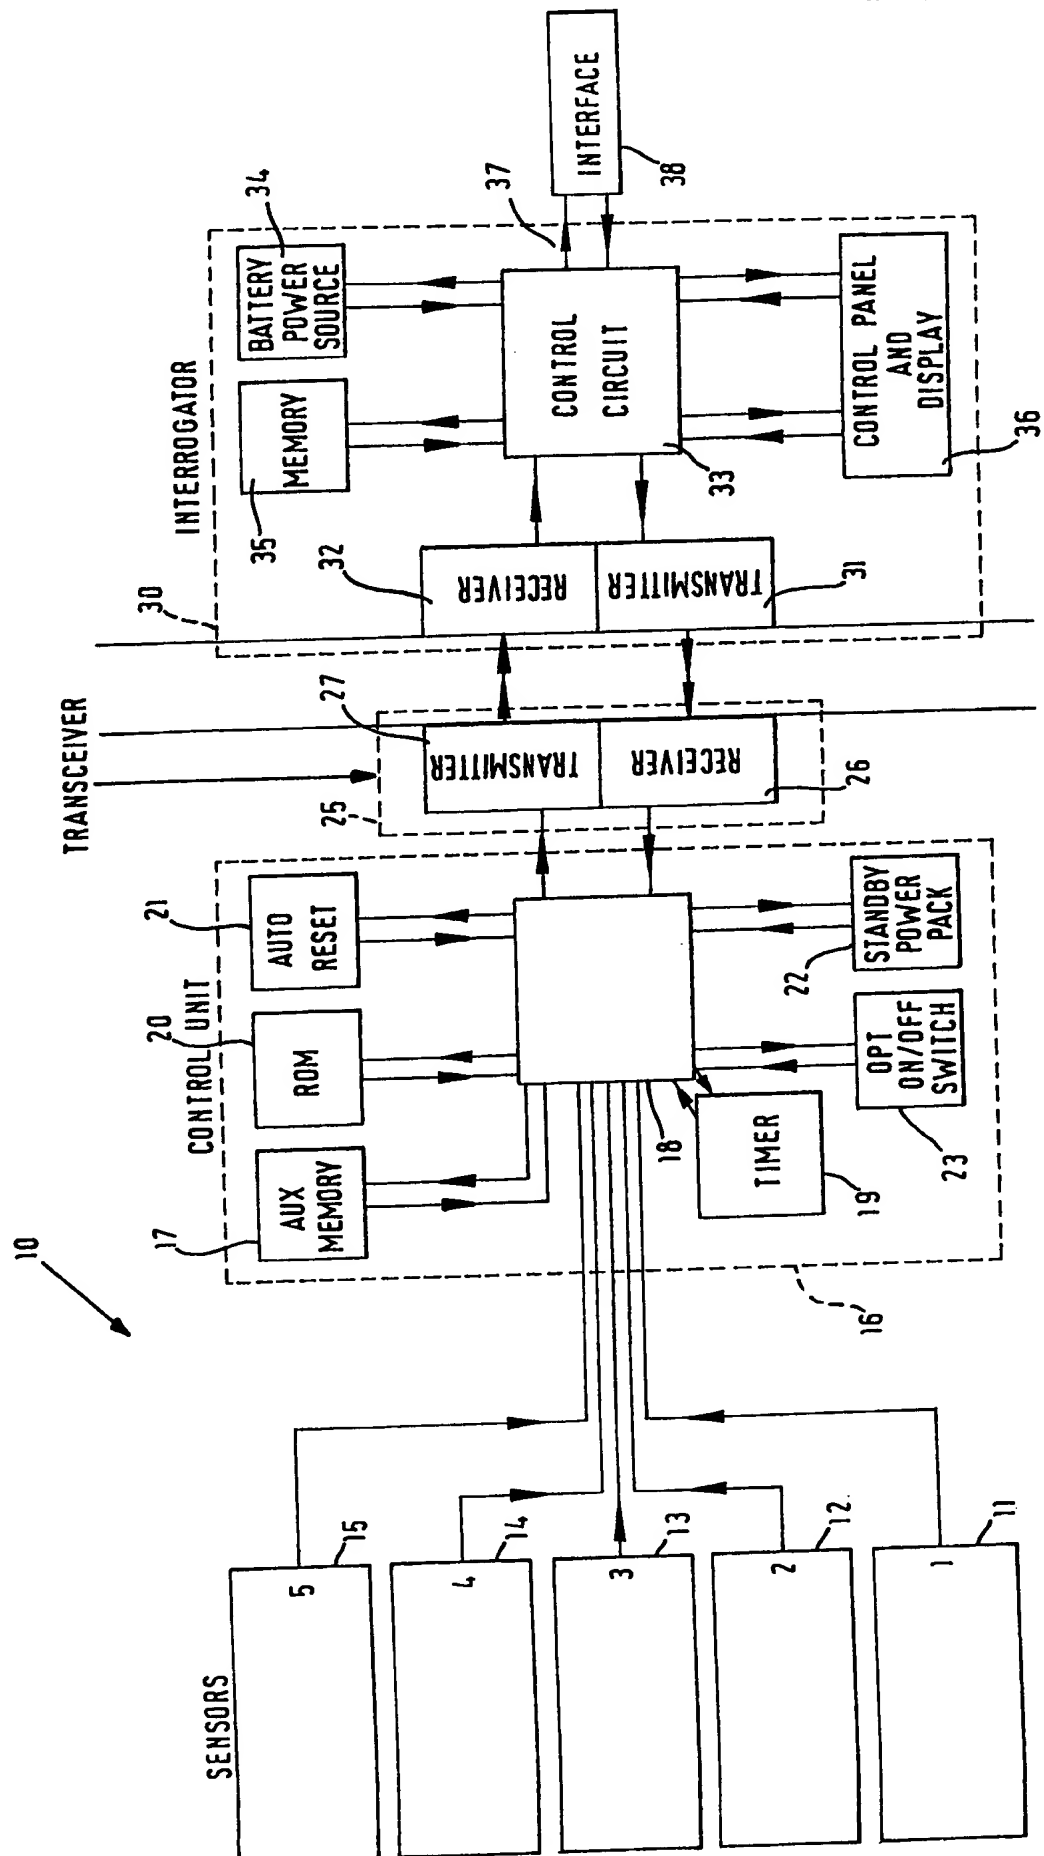 10
SENSORS
5
15
4
14
3
13
2
12
1
11
CONTROL UNIT
16
17
AUX
MEMORY
20
ROM
21
AUTO
RESET
18
TIMER
19
OPT
ON/OFF
SWITCH
23
STANDBY
POWER
PACK
22
TRANSCEIVER
25
27
TRANSMITTER
RECEIVER
26
INTERROGATOR
30
32
RECEIVER
TRANSMITTER
31
35
MEMORY
34
BATTERY
POWER
SOURCE
CONTROL
CIRCUIT
33
CONTROL PANEL
AND
DISPLAY
36
37
INTERFACE
38